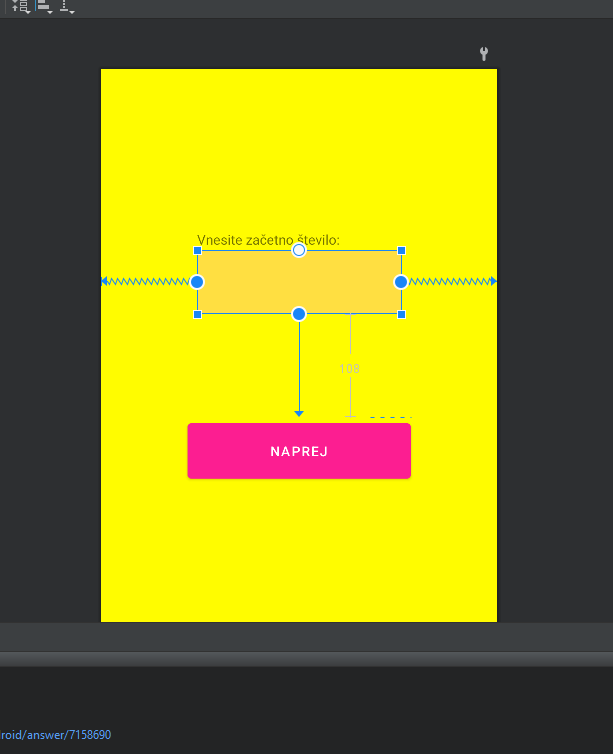 Vnesite začetno število:
108
NAPREJ
roid/answer/7158690